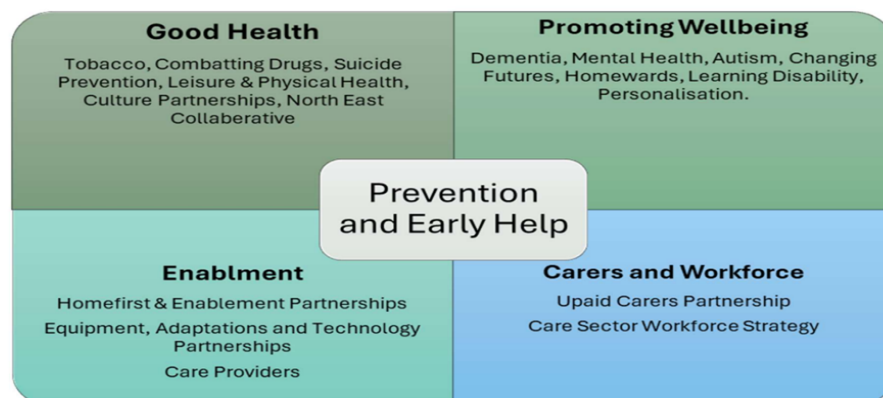 Good Health
Tobacco, Combatting Drugs, Suicide
Prevention, Leisure & Physical Health,
Culture Partnerships, North East
Collaberative
Promoting Wellbeing
Dementia, Mental Health, Autism, Changing
Futures, Homewards, Learning Disability,
Personalisation.
Prevention
and Early Help
Enablment
Homefirst & Enablement Partnerships
Equipment, Adaptations and Technology
Partnerships
Care Providers
Carers and Workforce
Upaid Carers Partnership
Care Sector Workforce Strategy